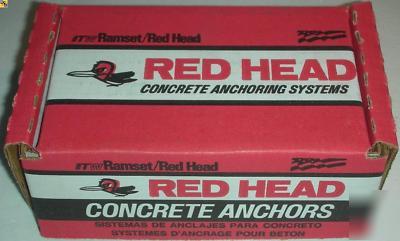 ITW Ramset/Red Head
RED HEAD
CONCRETE ANCHORING SYSTEMS
ITW Ramset/Red Head
RED HEAD
CONCRETE ANCHORS
SISTEMAS DE ANCLAJES PARA CONCRETO
SYSTEMES D'ANCRAGE POUR BETON